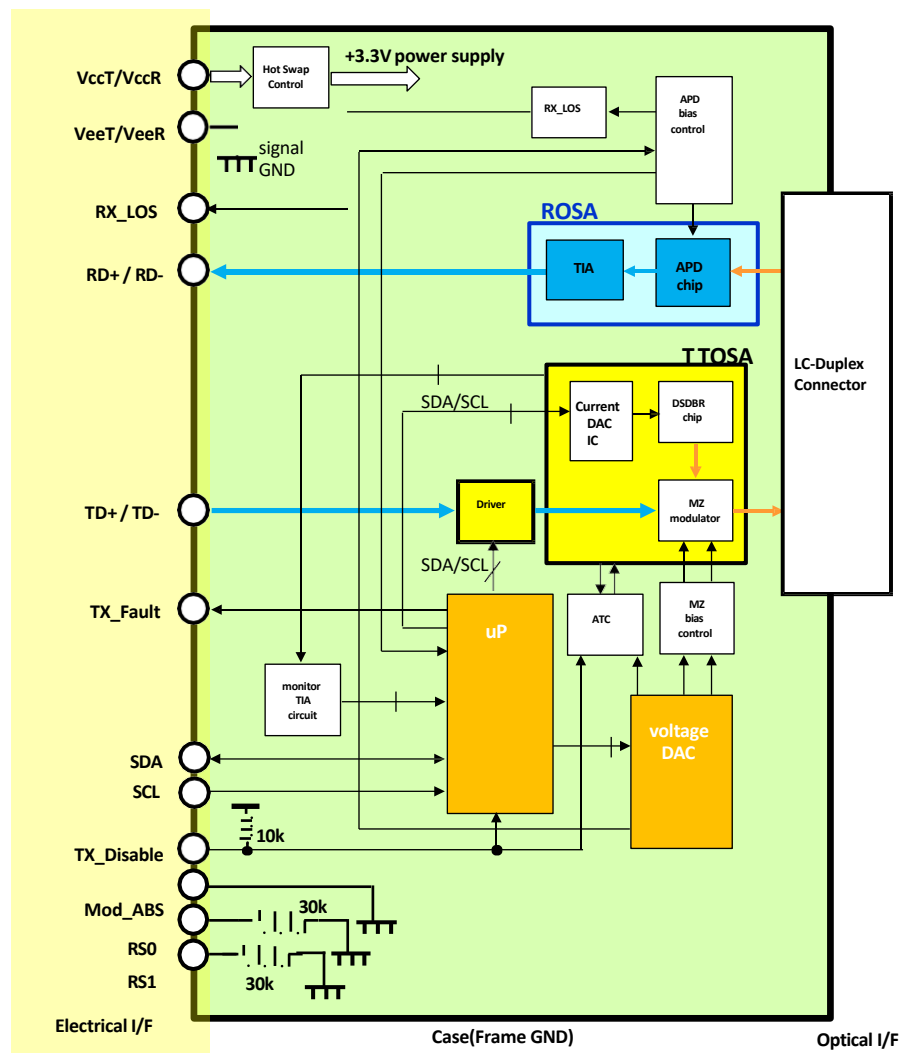 +3.3V power supply
VccT/VccR
Hot Swap
Control
RX_LOS
APD
bias
control
VeeT/VeeR
signal
GND
RX_LOS
ROSA
RD+ / RD-
TIA
APD
chip
T TOSA
LC-Duplex
Connector
SDA/SCL
Current
DAC
IC
DSDBR
chip
TD+ / TD-
Driver
MZ
modulator
SDA/SCL
TX_Fault
uP
ATC
MZ
bias
control
monitor
TIA
circuit
voltage
DAC
SDA
SCL
10k
TX_Disable
Mod_ABS
30k
RS0
30k
RS1
Electrical I/F
Case(Frame GND)
Optical I/F